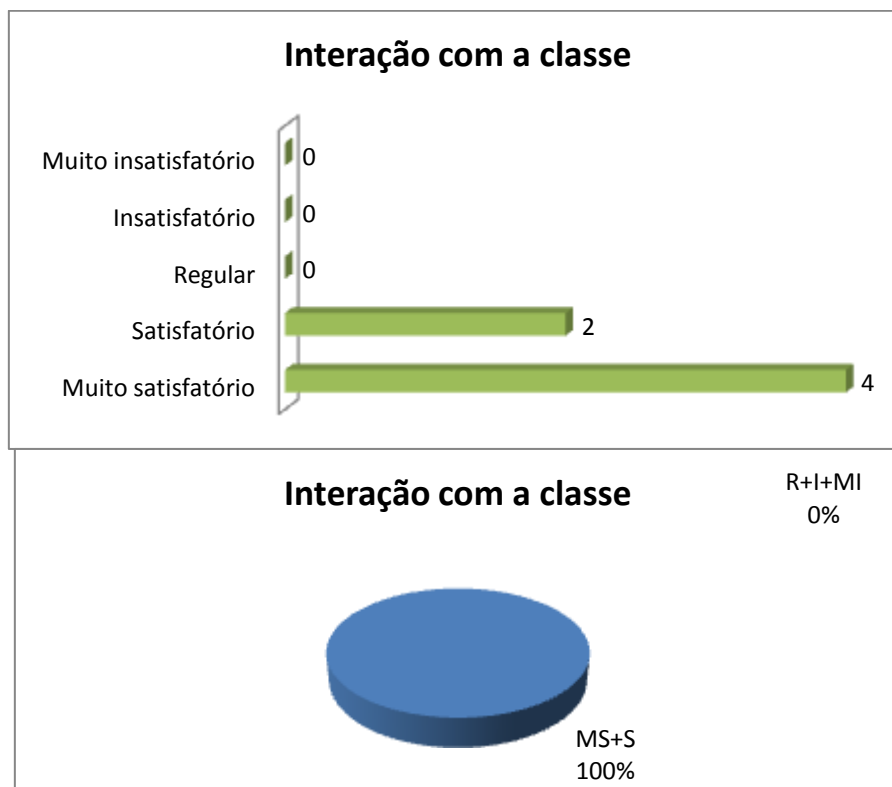 Interação com a classe
Muito insatisfatório 0
Insatisfatório 0
Regular 0
Satisfatório 2
Muito satisfatório 4
Interação com a classe
R+I+MI
0%
MS+S
100%